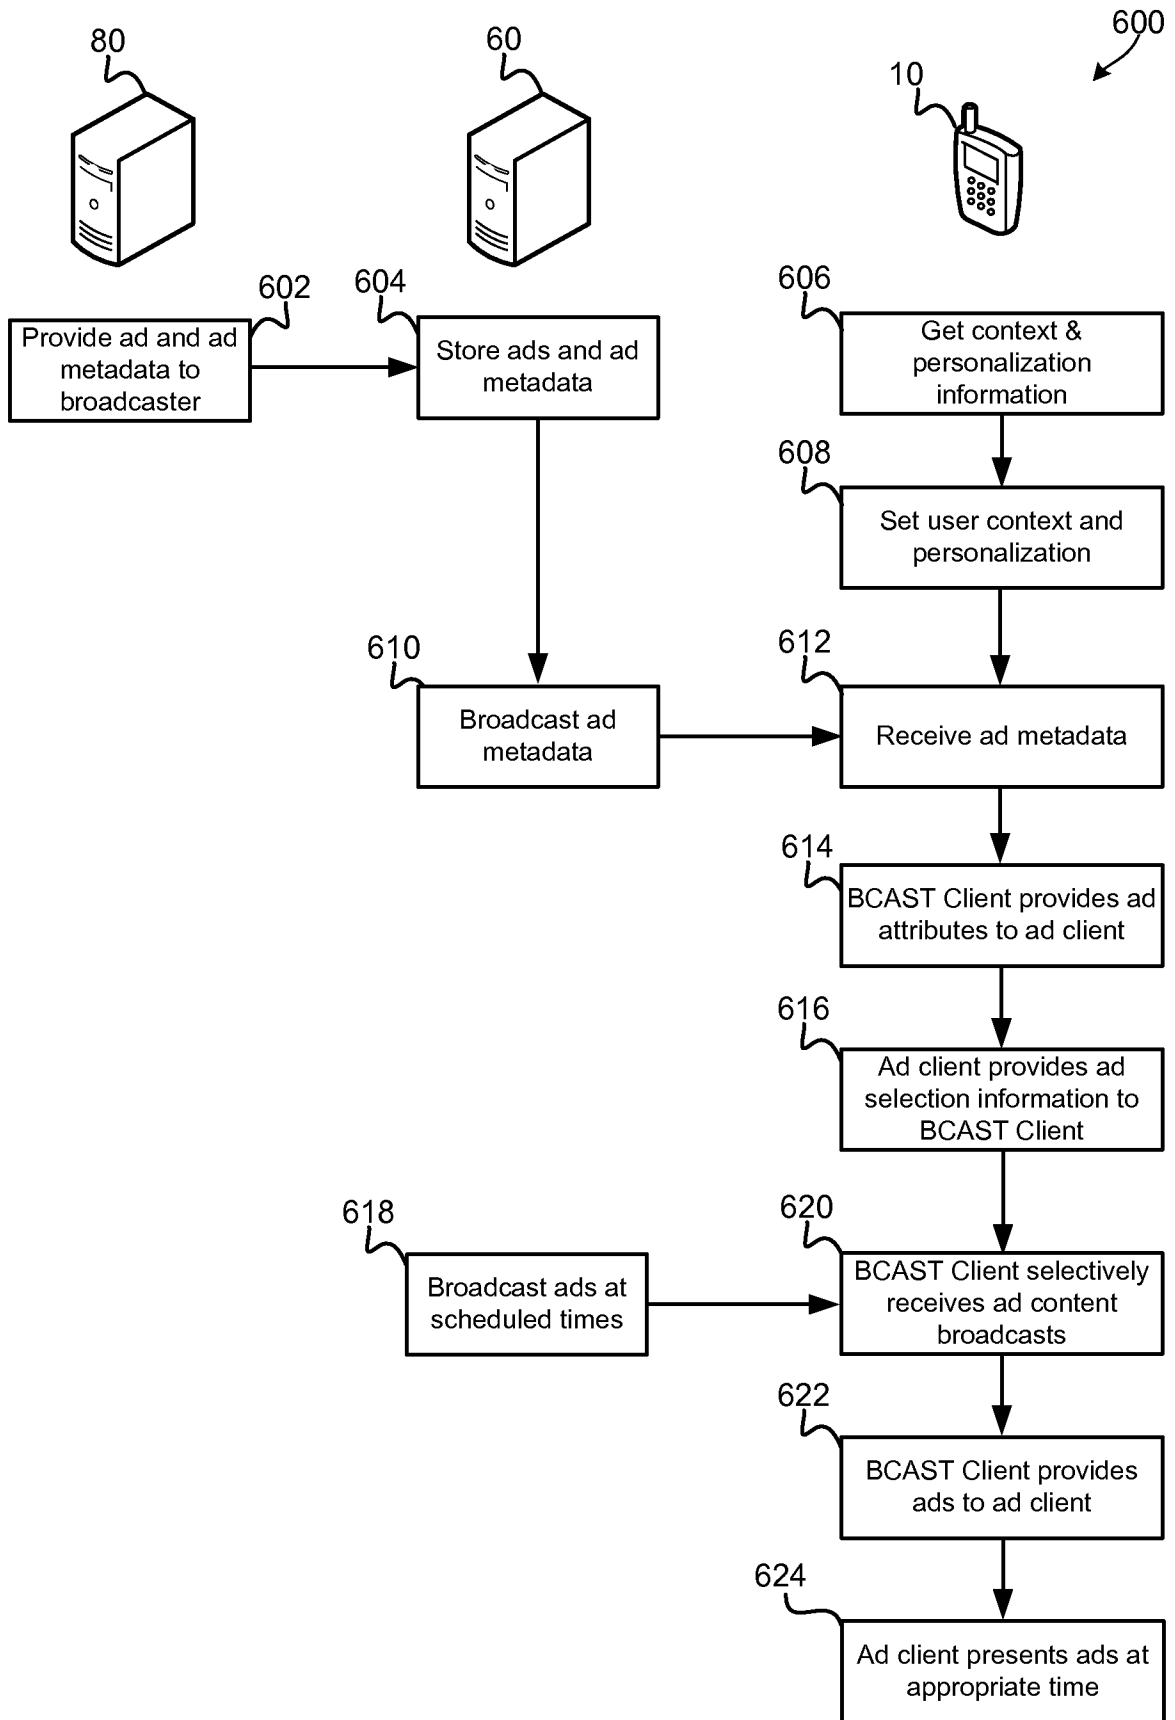 600
80
60
10
602
Provide ad and ad
metadata to
broadcaster
604
Store ads and ad
metadata
606
Get context &
personalization
information
608
Set user context and
personalization
610
Broadcast ad
metadata
612
Receive ad metadata
614
BCAST Client provides ad
attributes to ad client
616
Ad client provides ad
selection information to
BCAST Client
618
Broadcast ads at
scheduled times
620
BCAST Client selectively
receives ad content
broadcasts
622
BCAST Client provides
ads to ad client
624
Ad client presents ads at
appropriate time